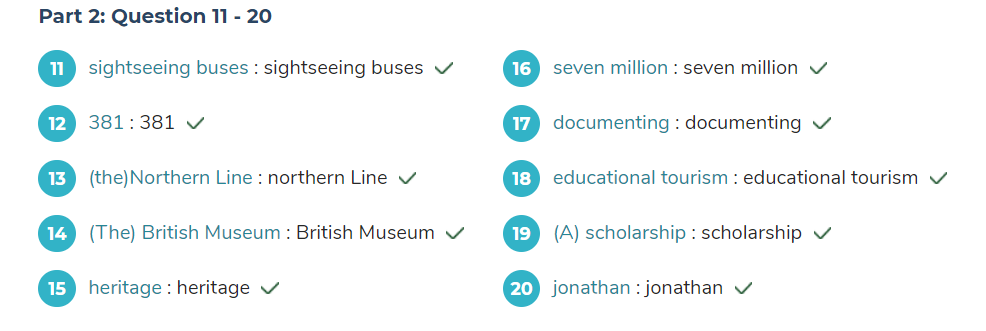 Part 2: Question 11 - 20
11 sightseeing buses : sightseeing buses
12 381 : 381
13 (the)Northern Line : northern Line
14 (The) British Museum : British Museum
15 heritage : heritage
16 seven million : seven million
17 documenting : documenting
18 educational tourism : educational tourism
19 (A) scholarship : scholarship
20 jonathan : jonathan